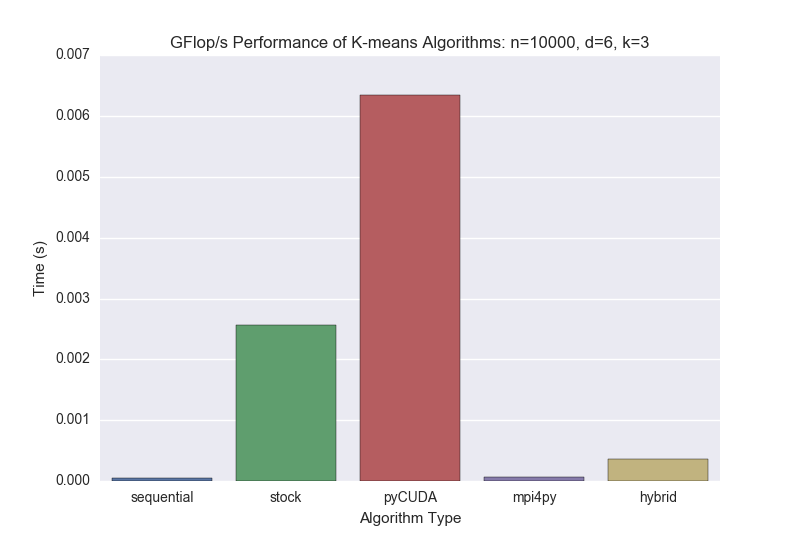 GFlop/s Performance of K-means Algorithms: n=10000, d=6, k=3
0.007
0.006
0.005
0.004
0.003
0.002
0.001
0.000
Time (s)
sequential
stock
pyCUDA
mpi4py
hybrid
Algorithm Type